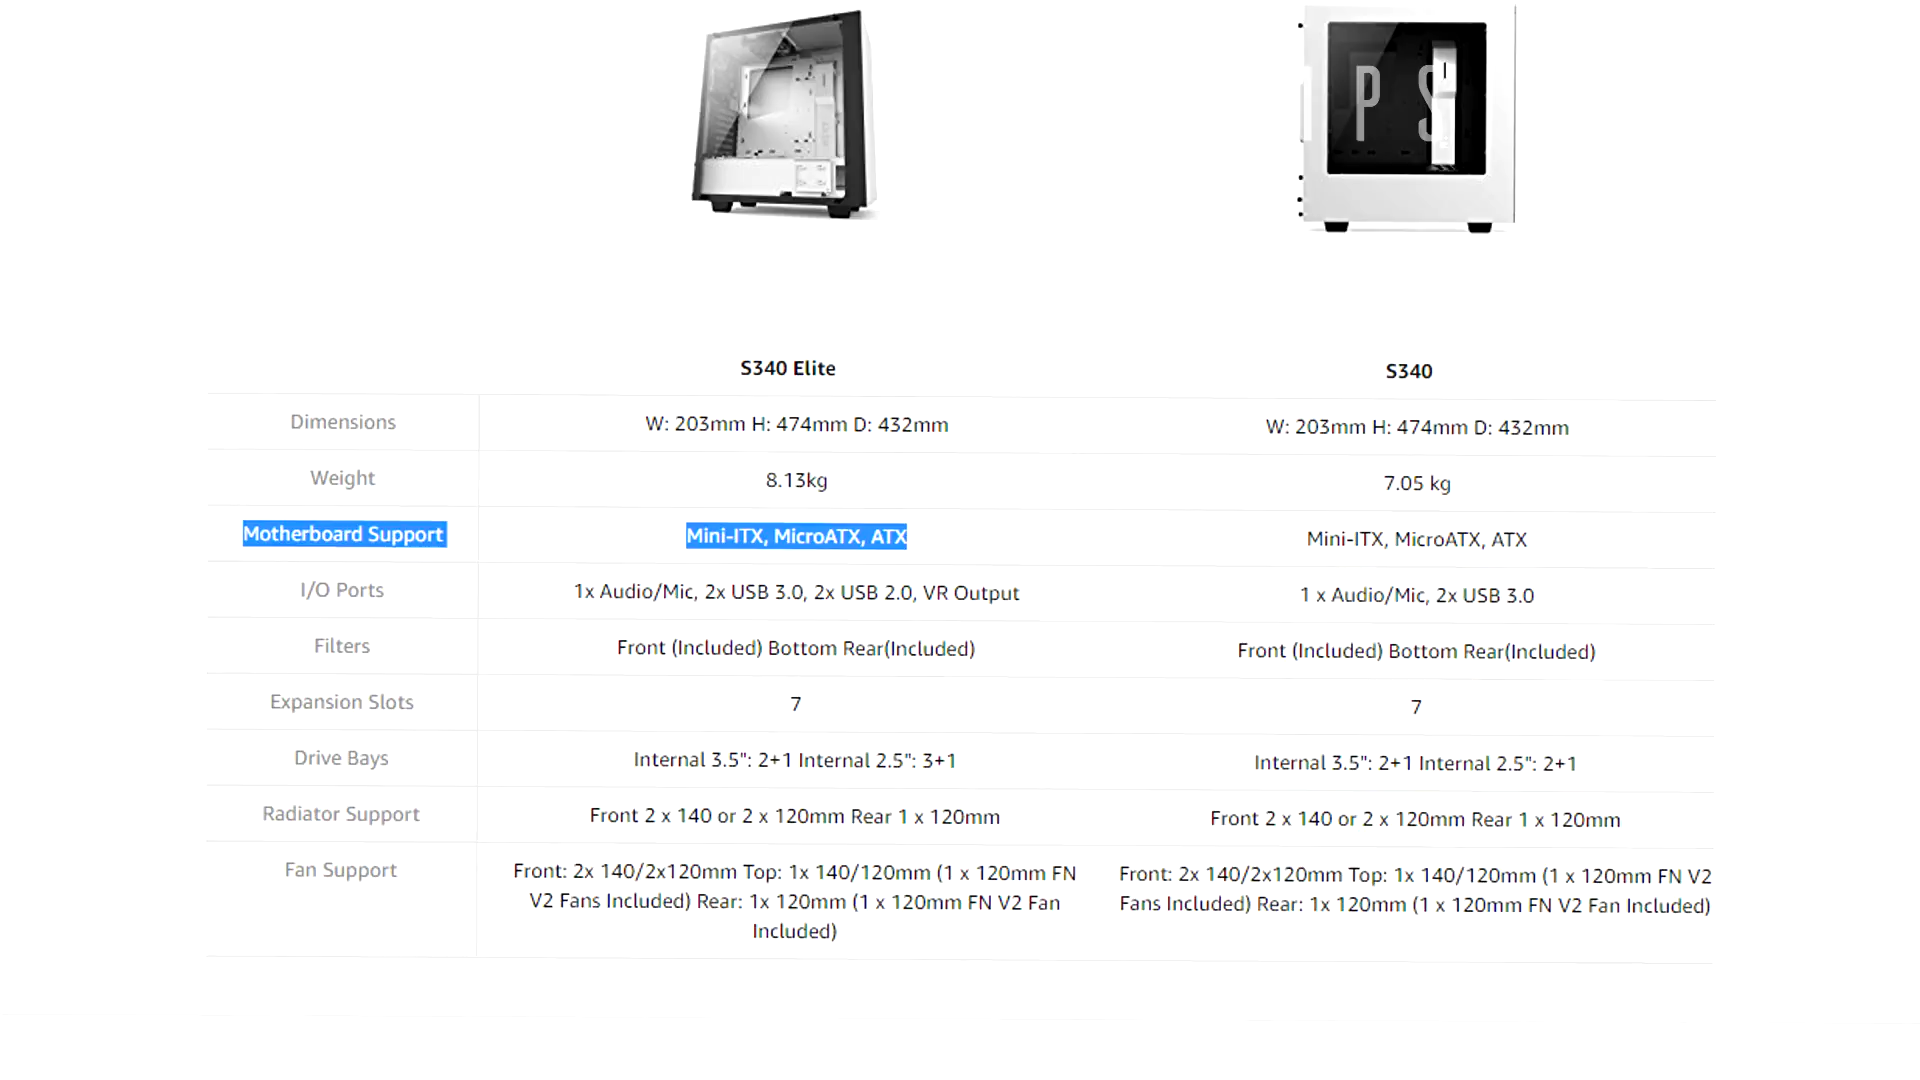 P S
S340 Elite
S340
Dimensions
W: 203mm H: 474mm D: 432mm
W: 203mm H: 474mm D: 432mm
Weight
8.13kg
7.05 kg
Motherboard Support
Mini-ITX, MicroATX, ATX
Mini-ITX, MicroATX, ATX
I/O Ports
1x Audio/Mic, 2x USB 3.0, 2x USB 2.0, VR Output
1 x Audio/Mic, 2x USB 3.0
Filters
Front (Included) Bottom Rear(Included)
Front (Included) Bottom Rear(Included)
Expansion Slots
7
7
Drive Bays
Internal 3.5": 2+1 Internal 2.5": 3+1
Internal 3.5": 2+1 Internal 2.5": 2+1
Radiator Support
Front 2 x 140 or 2 x 120mm Rear 1 x 120mm
Front 2 x 140 or 2 x 120mm Rear 1 x 120mm
Fan Support
Front: 2x 140/2x120mm Top: 1x 140/120mm (1 x 120mm FN
V2 Fans Included) Rear: 1x 120mm (1 x 120mm FN V2 Fan
Included)
Front: 2x 140/2x120mm Top: 1x 140/120mm (1 x 120mm FN V2
Fans Included) Rear: 1x 120mm (1 x 120mm FN V2 Fan Included)